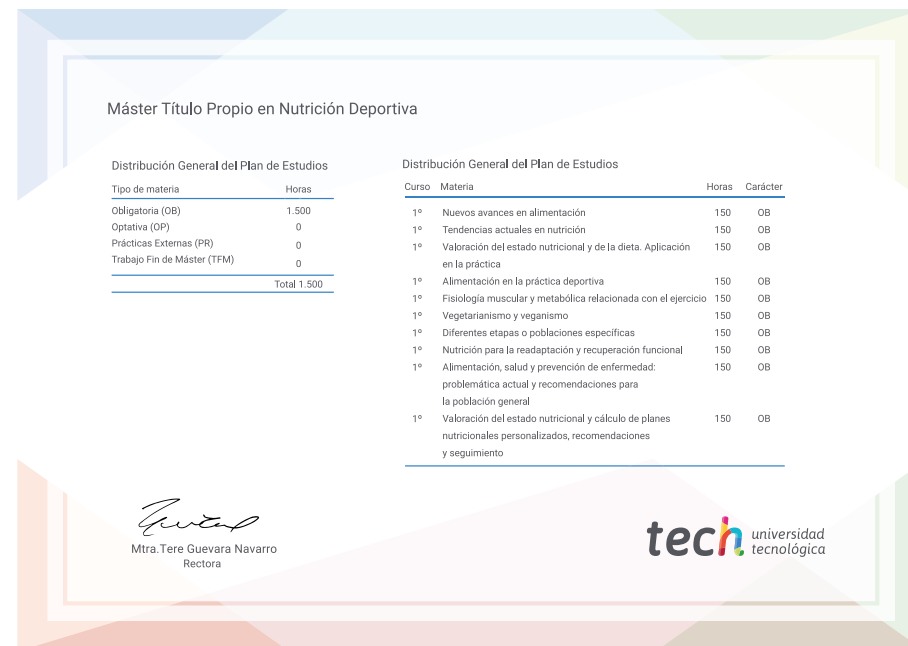 Máster Título Propio en Nutrición Deportiva
Distribución General del Plan de Estudios
Tipo de materia Horas
Obligatoria (OB) 1.500
Optativa (OP) 0
Prácticas Externas (PR) 0
Trabajo Fin de Máster (TFM) 0
Total 1.500
Distribución General del Plan de Estudios
Curso Materia Horas Carácter
1º Nuevos avances en alimentación 150 OB
1º Tendencias actuales en nutrición 150 OB
1º Valoración del estado nutricional y de la dieta. Aplicación 150 OB
en la práctica
1º Alimentación en la práctica deportiva 150 OB
1º Fisiología muscular y metabólica relacionada con el ejercicio 150 OB
1º Vegetarianismo y veganismo 150 OB
1º Diferentes etapas o poblaciones específicas 150 OB
1º Nutrición para la readaptación y recuperación funcional 150 OB
1º Alimentación, salud y prevención de enfermedad: 150 OB
problemática actual y recomendaciones para
la población general
1º Valoración del estado nutricional y cálculo de planes 150 OB
nutricionales personalizados, recomendaciones
y seguimiento
Mtra.Tere Guevara Navarro
Rectora
tech universidad
tecnológica